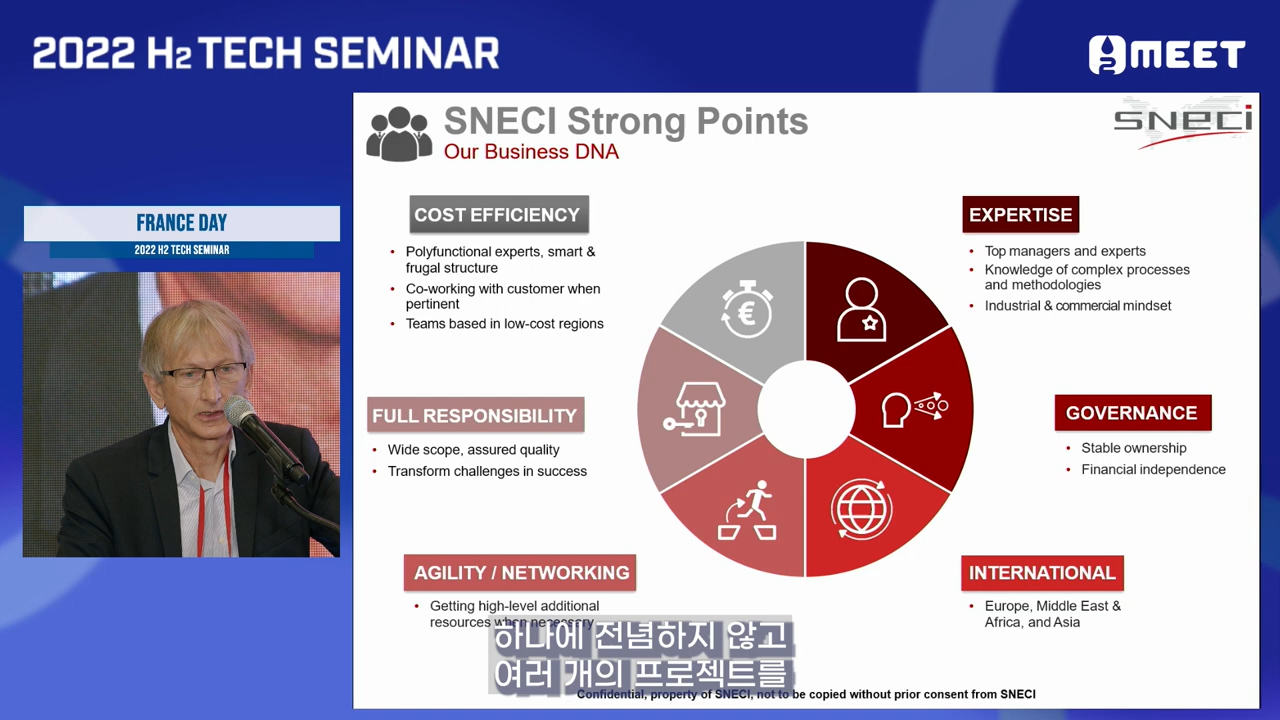 2022 H2 TECH SEMINAR
H2 MEET
FRANCE DAY
2022 H2 TECH SEMINAR
SNECI Strong Points
Our Business DNA
sneci
COST EFFICIENCY
• Polyfunctional experts, smart &
frugal structure
• Co-working with customer when
pertinent
• Teams based in low-cost regions
EXPERTISE
• Top managers and experts
• Knowledge of complex processes
and methodologies
• Industrial & commercial mindset
€
FULL RESPONSIBILITY
• Wide scope, assured quality
• Transform challenges in success
GOVERNANCE
• Stable ownership
• Financial independence
AGILITY / NETWORKING
• Getting high-level additional
resources when necessary
INTERNATIONAL
• Europe, Middle East &
Africa, and Asia
하나에 전념하지 않고
여러 개의 프로젝트를
Confidential, property of SNECI, not to be copied without prior consent from SNECI